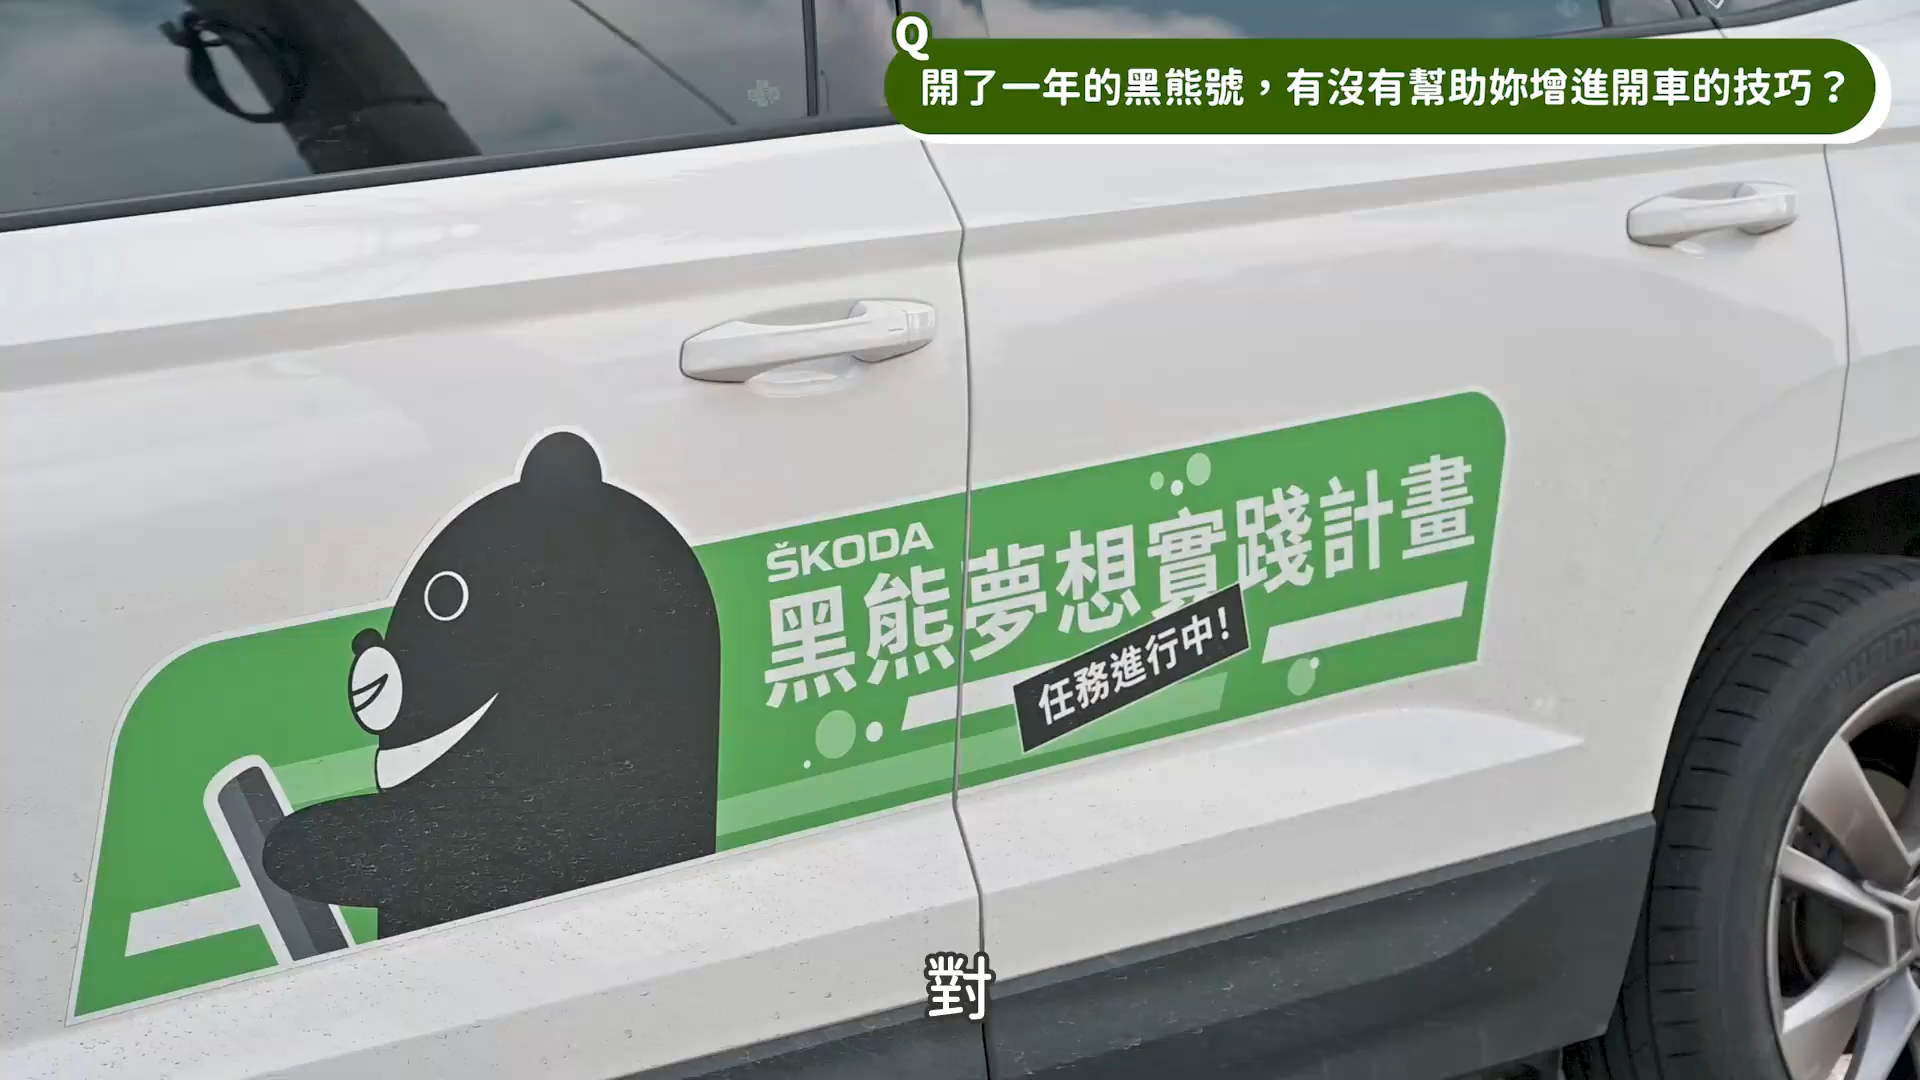 Q
開了一年的黑熊號，有沒有幫助妳增進開車的技巧？
ŠKODA
黑熊夢想實踐計畫
任務進行中！
對